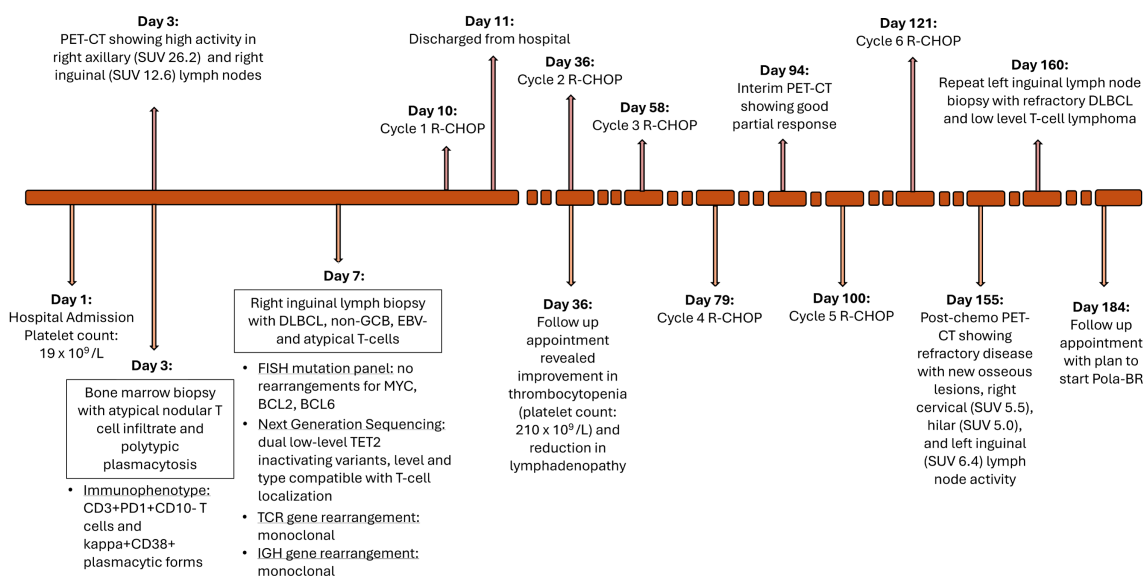 Day 3:
PET-CT showing high activity in
right axillary (SUV 26.2) and right
inguinal (SUV 12.6) lymph nodes
Day 10:
Cycle 1 R-CHOP
Day 11:
Discharged from hospital
Day 36:
Cycle 2 R-CHOP
Day 58:
Cycle 3 R-CHOP
Day 94:
Interim PET-CT
showing good
partial response
Day 121:
Cycle 6 R-CHOP
Day 160:
Repeat left inguinal lymph node
biopsy with refractory DLBCL
and low level T-cell lymphoma
Day 1:
Hospital Admission
Platelet count:
19 x 10⁹/L
Day 3:
Bone marrow biopsy
with atypical nodular T
cell infiltrate and
polytypic
plasmacytosis
• Immunophenotype:
CD3+PD1+CD10- T
cells and
kappa+CD38+
plasmacytic forms
Day 7:
Right inguinal lymph biopsy
with DLBCL, non-GCB, EBV-
and atypical T-cells
• FISH mutation panel: no
rearrangements for MYC,
BCL2, BCL6
• Next Generation Sequencing:
dual low-level TET2
inactivating variants, level and
type compatible with T-cell
localization
• TCR gene rearrangement:
monoclonal
• IGH gene rearrangement:
monoclonal
Day 36:
Follow up
appointment
revealed
improvement in
thrombocytopenia
(platelet count:
210 x 10⁹/L) and
reduction in
lymphadenopathy
Day 79:
Cycle 4 R-CHOP
Day 100:
Cycle 5 R-CHOP
Day 155:
Post-chemo PET-
CT showing
refractory disease
with new osseous
lesions, right
cervical (SUV 5.5),
hilar (SUV 5.0),
and left inguinal
(SUV 6.4) lymph
node activity
Day 184:
Follow up
appointment
with plan to
start Pola-BR